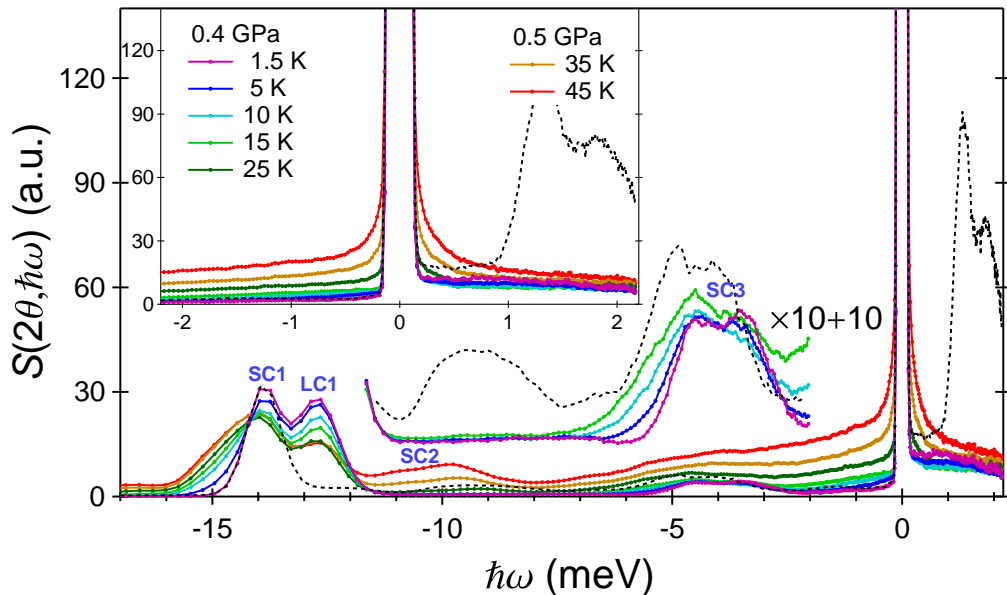 S(2θ,ħω) (a.u.)
120
90
60
30
0
120
90
60
30
0
0.4 GPa
1.5 K
5 K
10 K
15 K
25 K
0.5 GPa
35 K
45 K
-2
-1
0
1
2
SC1
LC1
SC2
SC3
×10+10
-15
-10
-5
0
ħω (meV)